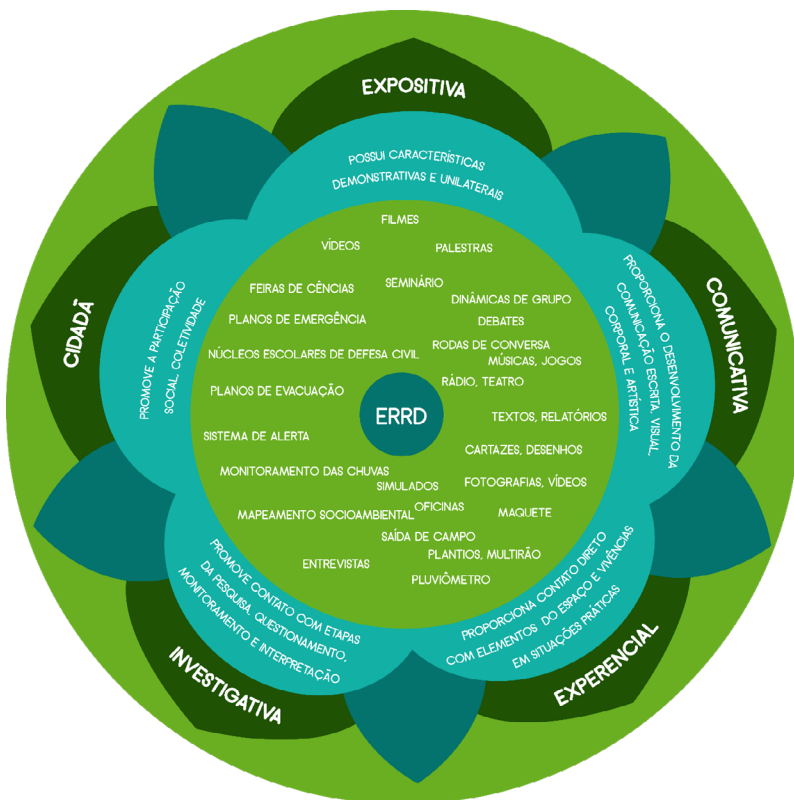 EXPOSITIVA
POSSUI CARACTERÍSTICAS
DEMONSTRATIVAS E UNILATERAIS
COMUNICATIVA
PROPORCIONA O DESENVOLVIMENTO DA
COMUNICAÇÃO ESCRITA, VISUAL,
CORPORAL E ARTÍSTICA
EXPERENCIAL
PROPORCIONA CONTATO DIRETO
COM ELEMENTOS DO ESPAÇO E VIVÊNCIAS
EM SITUAÇÕES PRÁTICAS
INVESTIGATIVA
PROMOVE CONTATO COM ETAPAS
DA PESQUISA, QUESTIONAMENTO,
MONITORAMENTO E INTERPRETAÇÃO
CIDADÃ
PROMOVE A PARTICIPAÇÃO
SOCIAL, COLETIVIDADE
FILMES
VÍDEOS
PALESTRAS
FEIRAS DE CÊNCIAS
SEMINÁRIO
DINÂMICAS DE GRUPO
PLANOS DE EMERGÊNCIA
DEBATES
RODAS DE CONVERSA
NÚCLEOS ESCOLARES DE DEFESA CIVIL
MÚSICAS, JOGOS
RÁDIO, TEATRO
PLANOS DE EVACUAÇÃO
ERRD
TEXTOS, RELATÓRIOS
SISTEMA DE ALERTA
CARTAZES, DESENHOS
MONITORAMENTO DAS CHUVAS
SIMULADOS
FOTOGRAFIAS, VÍDEOS
OFICINAS
MAPEAMENTO SOCIOAMBIENTAL
MAQUETE
SAÍDA DE CAMPO
PLANTIOS, MULTIRÃO
ENTREVISTAS
PLUVIÔMETRO